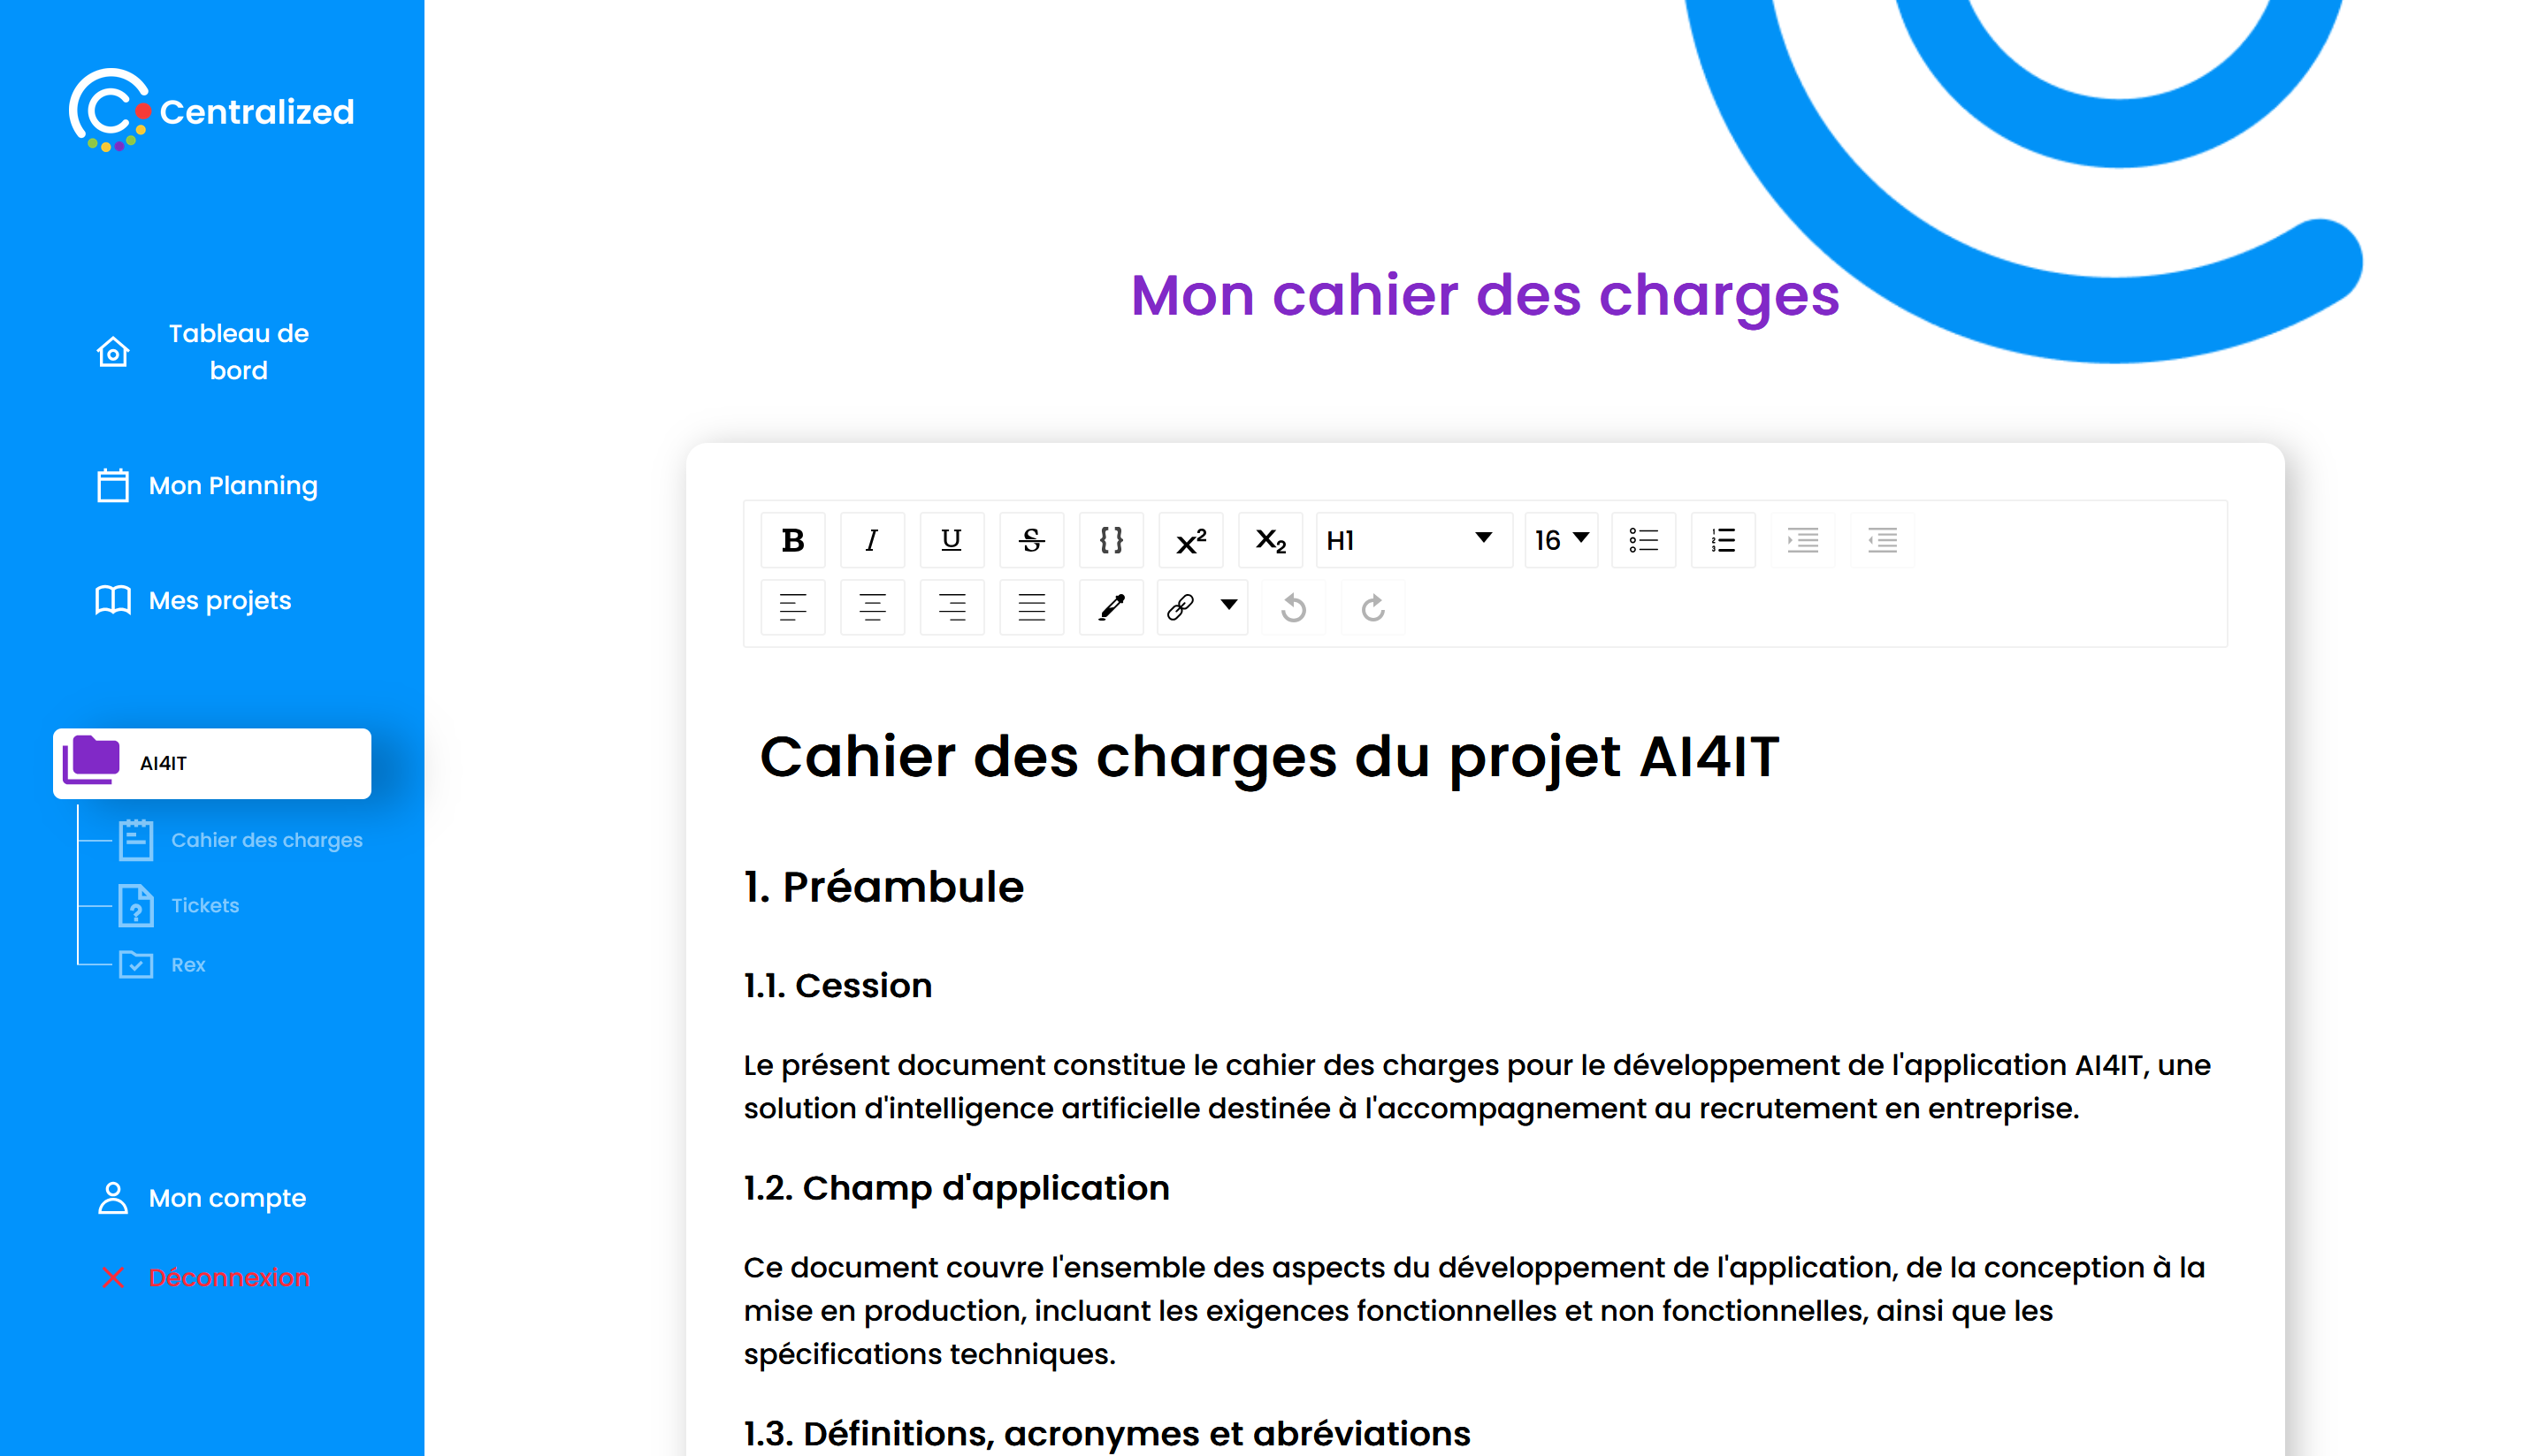 Centralized
Tableau de
bord
Mon Planning
Mes projets
AI4IT
Cahier des charges
Tickets
Rex
Mon compte
Déconnexion
Mon cahier des charges
B I U S {} x² X₂ H1 16
Cahier des charges du projet AI4IT
1. Préambule
1.1. Cession
Le présent document constitue le cahier des charges pour le développement de l'application AI4IT, une
solution d'intelligence artificielle destinée à l'accompagnement au recrutement en entreprise.
1.2. Champ d'application
Ce document couvre l'ensemble des aspects du développement de l'application, de la conception à la
mise en production, incluant les exigences fonctionnelles et non fonctionnelles, ainsi que les
spécifications techniques.
1.3. Définitions, acronymes et abréviations